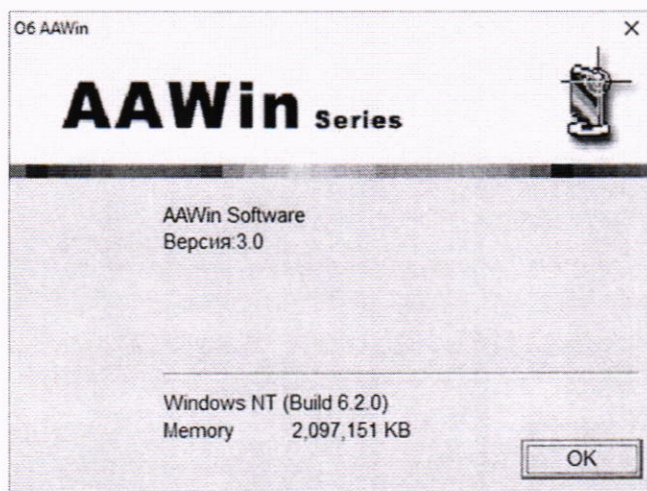 Об AAWin
AAWin Series
AAWin Software
Версия:3.0
Windows NT (Build 6.2.0)
Memory 2,097,151 KB
OK